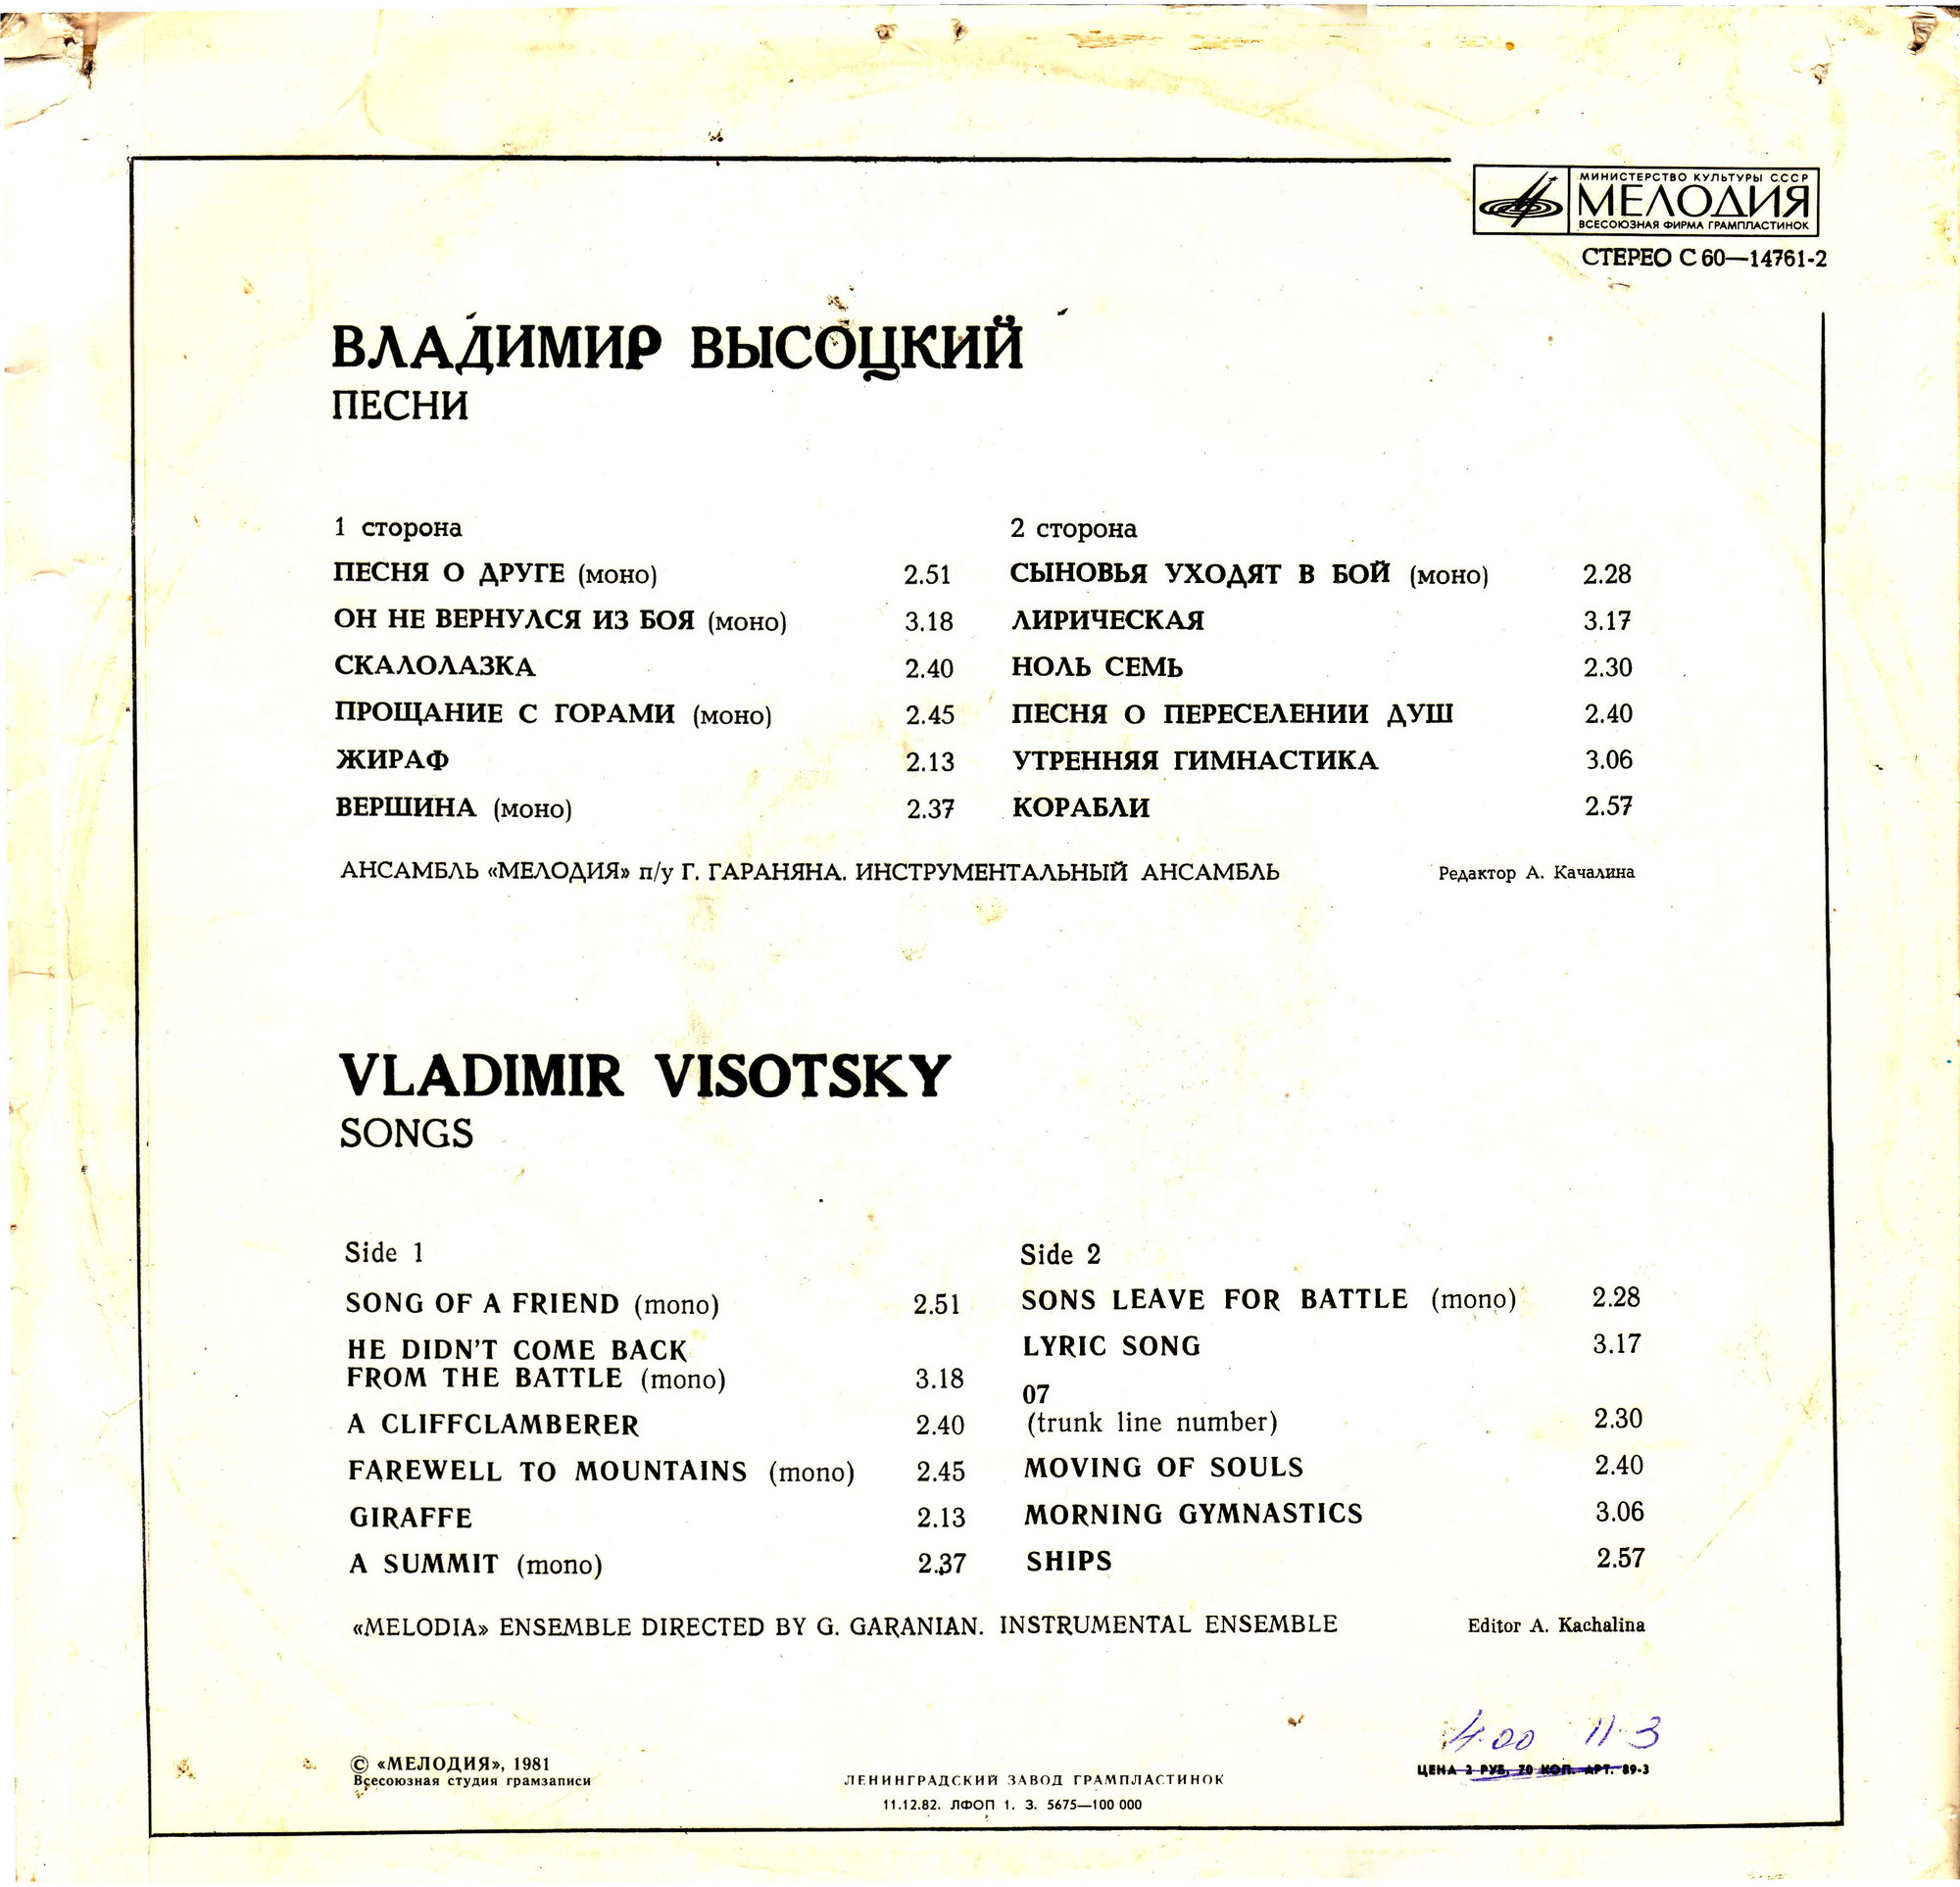 МИНИСТЕРСТВО КУЛЬТУРЫ СССР
МЕЛОДИЯ
ВСЕСОЮЗНАЯ ФИРМА ГРАМПЛАСТИНОК
СТЕРЕО С 60—14761-2
ВЛАДИМИР ВЫСОЦКИЙ
ПЕСНИ
1 сторона
ПЕСНЯ О ДРУГЕ (моно) 2.51
ОН НЕ ВЕРНУЛСЯ ИЗ БОЯ (моно) 3.18
СКАЛОЛАЗКА 2.40
ПРОЩАНИЕ С ГОРАМИ (моно) 2.45
ЖИРАФ 2.13
ВЕРШИНА (моно) 2.37
2 сторона
СЫНОВЬЯ УХОДЯТ В БОЙ (моно) 2.28
ЛИРИЧЕСКАЯ 3.17
НОЛЬ СЕМЬ 2.30
ПЕСНЯ О ПЕРЕСЕЛЕНИИ ДУШ 2.40
УТРЕННЯЯ ГИМНАСТИКА 3.06
КОРАБЛИ 2.57
АНСАМБЛЬ «МЕЛОДИЯ» п/у Г. ГАРАНЯНА. ИНСТРУМЕНТАЛЬНЫЙ АНСАМБЛЬ
Редактор А. Качалина
VLADIMIR VISOTSKY
SONGS
Side 1
SONG OF A FRIEND (mono) 2.51
HE DIDN'T COME BACK
FROM THE BATTLE (mono) 3.18
A CLIFFCLAMBERER 2.40
FAREWELL TO MOUNTAINS (mono) 2.45
GIRAFFE 2.13
A SUMMIT (mono) 2.37
Side 2
SONS LEAVE FOR BATTLE (mono) 2.28
LYRIC SONG 3.17
07
(trunk line number) 2.30
MOVING OF SOULS 2.40
MORNING GYMNASTICS 3.06
SHIPS 2.57
«MELODIA» ENSEMBLE DIRECTED BY G. GARANIAN. INSTRUMENTAL ENSEMBLE
Editor A. Kachalina
4.00 11-3
© «МЕЛОДИЯ», 1981
Всесоюзная студия грамзаписи
ЛЕНИНГРАДСКИЙ ЗАВОД ГРАМПЛАСТИНОК
11.12.82. ЛФОП 1. З. 5675—100 000
ЦЕНА 2 РУБ. 70 КОП. АРТ. 89-3